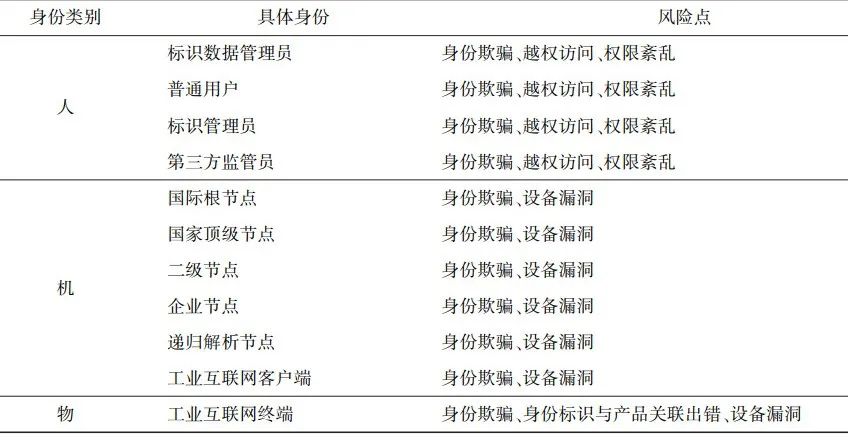 身份类别 具体身份 风险点
标识数据管理员 身份欺骗、越权访问、权限紊乱
普通用户 身份欺骗、越权访问、权限紊乱
人
标识管理员 身份欺骗、越权访问、权限紊乱
第三方监管员 身份欺骗、越权访问、权限紊乱
国际根节点 身份欺骗、设备漏洞
国家顶级节点 身份欺骗、设备漏洞
二级节点 身份欺骗、设备漏洞
机
企业节点 身份欺骗、设备漏洞
递归解析节点 身份欺骗、设备漏洞
工业互联网客户端 身份欺骗、设备漏洞
物 工业互联网终端 身份欺骗、身份标识与产品关联出错、设备漏洞